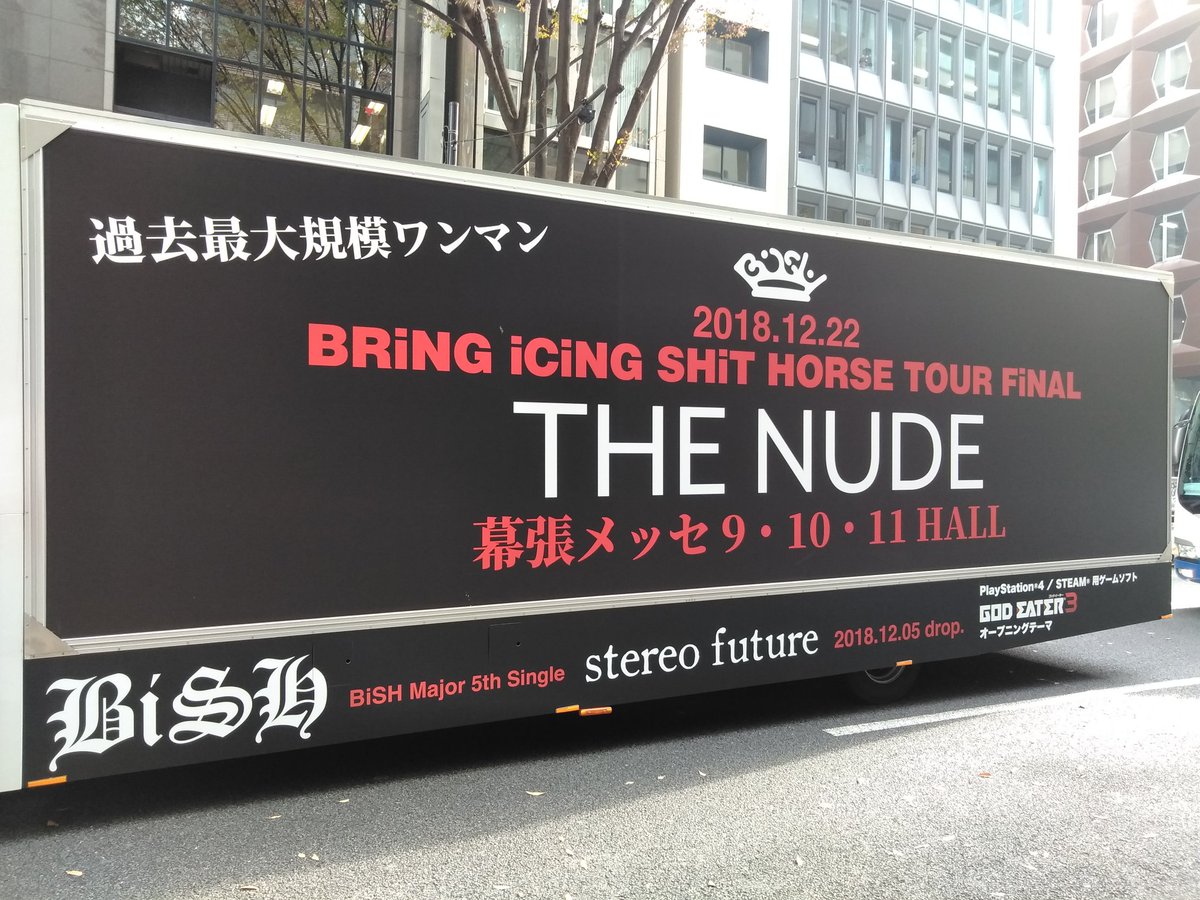 過去最大規模ワンマン
BiSH
2018.12.22
BRiNG iCiNG SHiT HORSE TOUR FiNAL
THE NUDE
幕張メッセ 9・10・11 HALL
PlayStation®4 / STEAM® 用ゲームソフト
GOD EATER 3
オープニングテーマ
BiSH
BiSH Major 5th Single
stereo future
2018.12.05 drop.